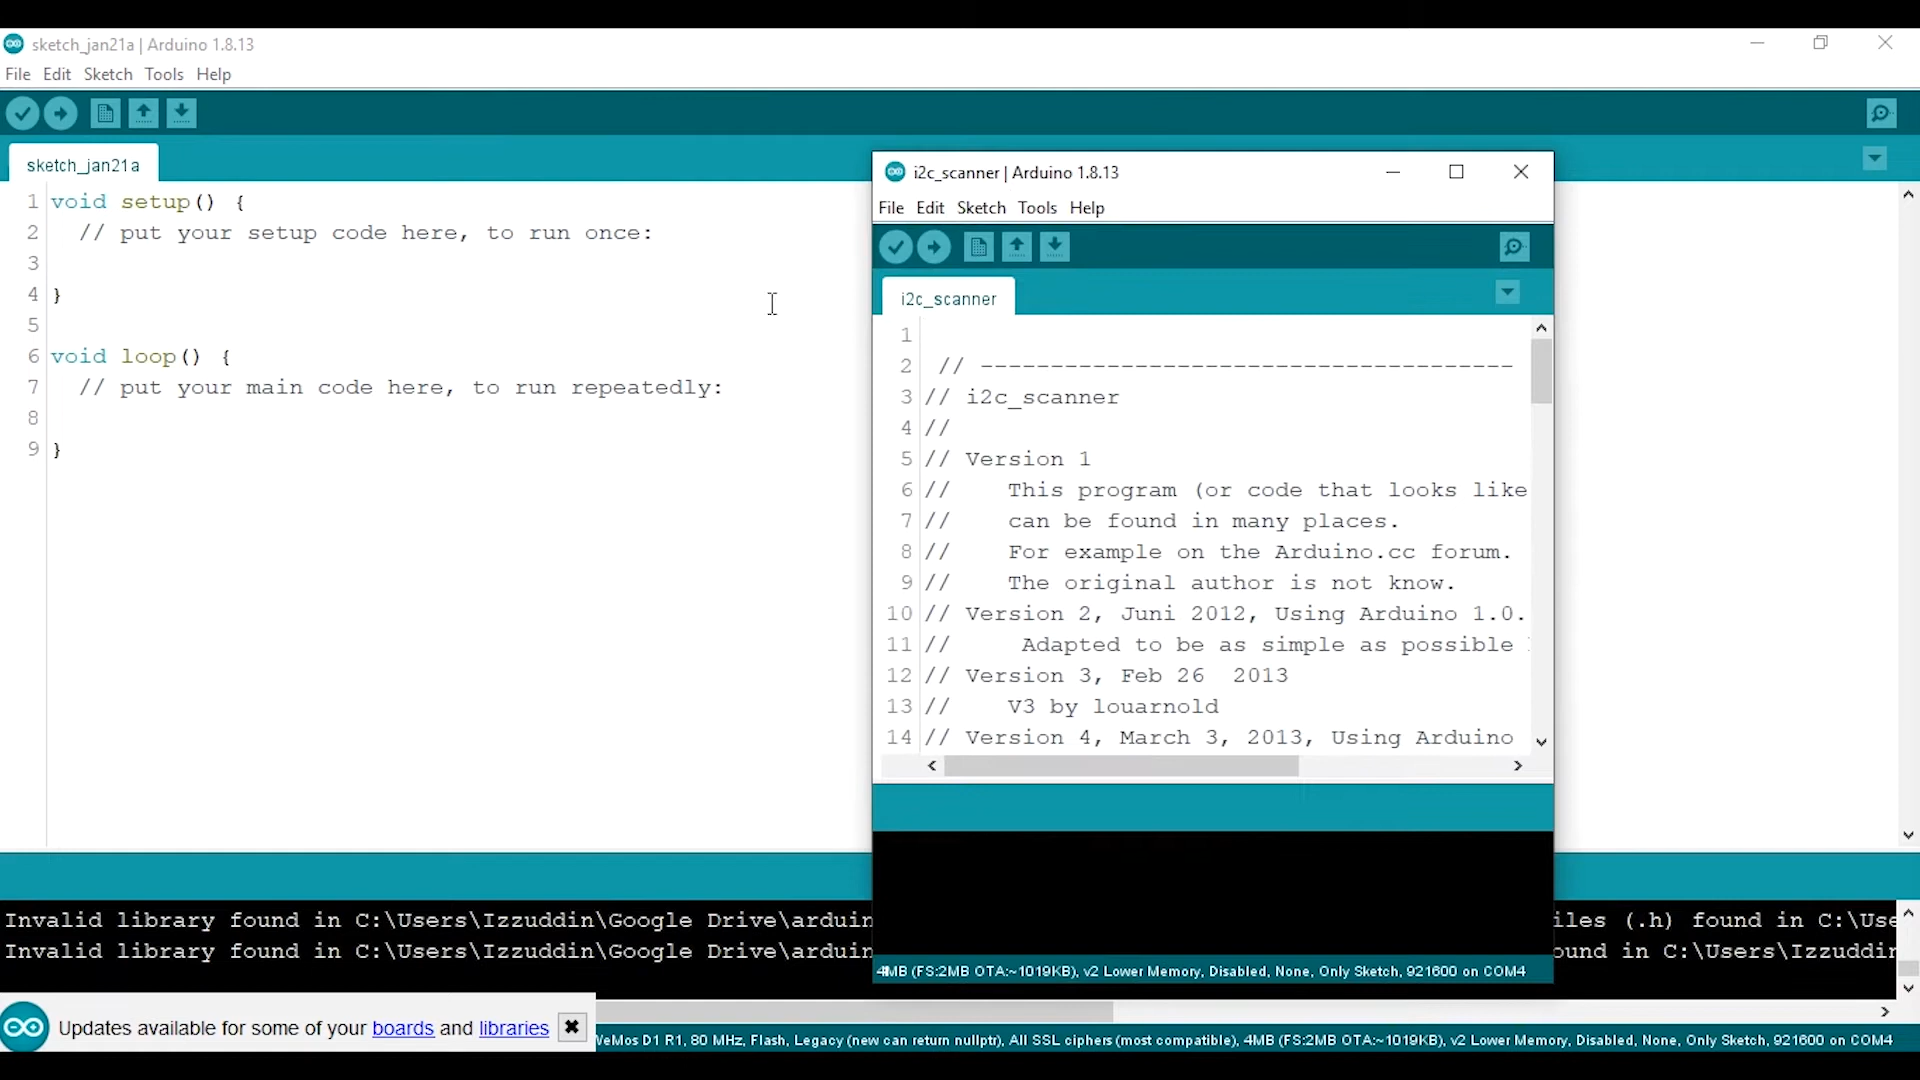 sketch_jan21a | Arduino 1.8.13
File Edit Sketch Tools Help
sketch_jan21a
1 void setup() {
2 // put your setup code here, to run once:
3
4 }
5
6 void loop() {
7 // put your main code here, to run repeatedly:
8
9 }
i2c_scanner | Arduino 1.8.13
File Edit Sketch Tools Help
i2c_scanner
1
2 // --------------------------------------
3 // i2c_scanner
4 //
5 // Version 1
6 // This program (or code that looks like
7 // can be found in many places.
8 // For example on the Arduino.cc forum.
9 // The original author is not know.
10 // Version 2, Juni 2012, Using Arduino 1.0.
11 // Adapted to be as simple as possible
12 // Version 3, Feb 26 2013
13 // V3 by louarnold
14 // Version 4, March 3, 2013, Using Arduino
4MB (FS:2MB OTA:~1019KB), v2 Lower Memory, Disabled, None, Only Sketch, 921600 on COM4
Invalid library found in C:\Users\Izzuddin\Google Drive\arduin iles (.h) found in C:\Use
Invalid library found in C:\Users\Izzuddin\Google Drive\arduin ound in C:\Users\Izzuddin
Updates available for some of your boards and libraries
WeMos D1 R1, 80 MHz, Flash, Legacy (new can return nullptr), All SSL ciphers (most compatible), 4MB (FS:2MB OTA:~1019KB), v2 Lower Memory, Disabled, None, Only Sketch, 921600 on COM4